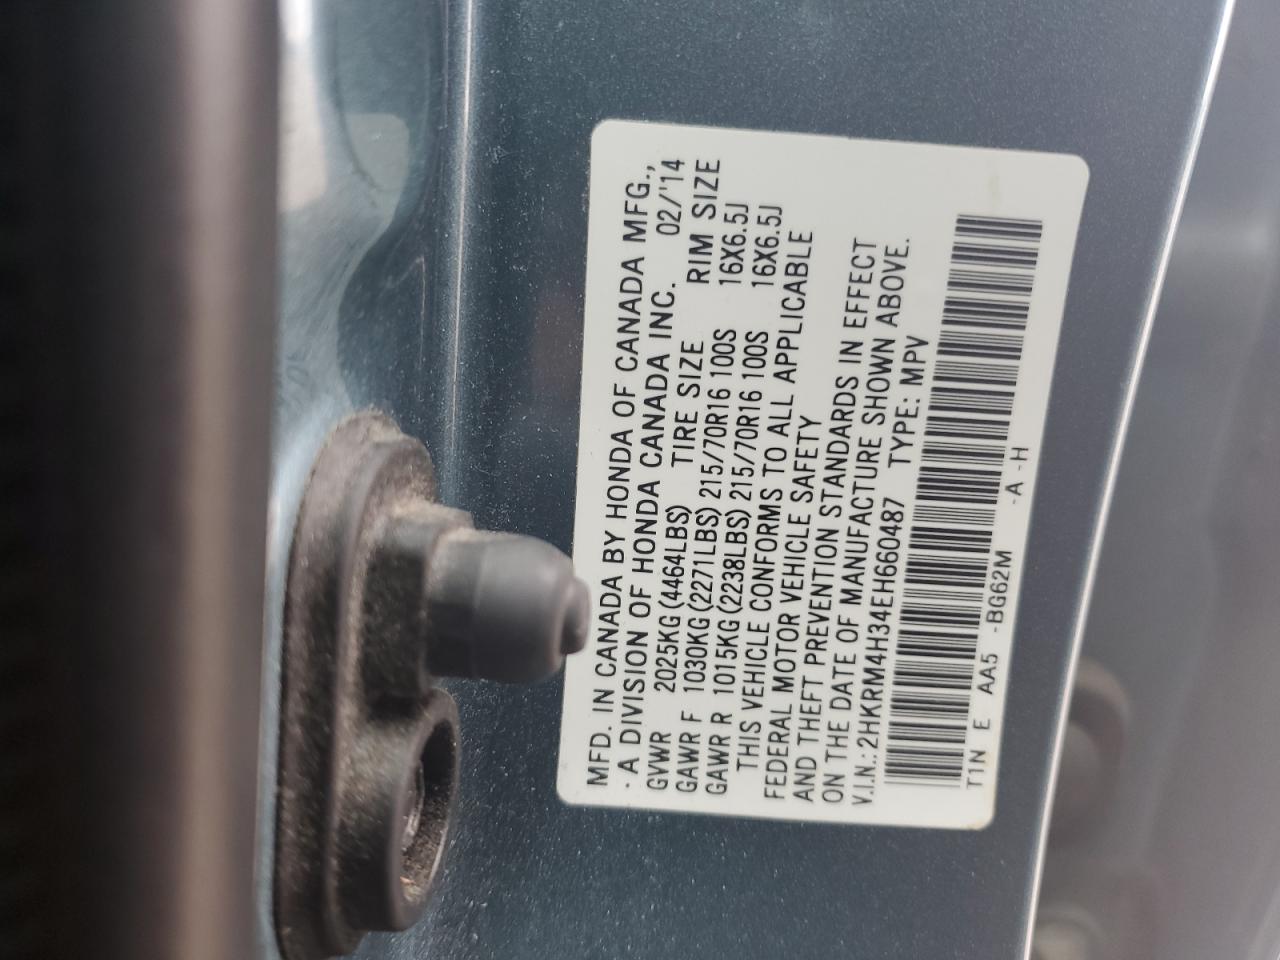 MFD. IN CANADA BY HONDA OF CANADA MFG.,
. A DIVISION OF HONDA CANADA INC. 02/'14
GVWR 2025KG(4464LBS) TIRE SIZE RIM SIZE
GAWR F 1030KG(2271LBS) 215/70R16 100S 16X6.5J
GAWR R 1015KG(2238LBS) 215/70R16 100S 16X6.5J
THIS VEHICLE CONFORMS TO ALL APPLICABLE
FEDERAL MOTOR VEHICLE SAFETY
AND THEFT PREVENTION STANDARDS IN EFFECT
ON THE DATE OF MANUFACTURE SHOWN ABOVE.
V.I.N.:2HKRM4H34EH660487 TYPE: MPV
T1N E AA5 -BG62M -A -H